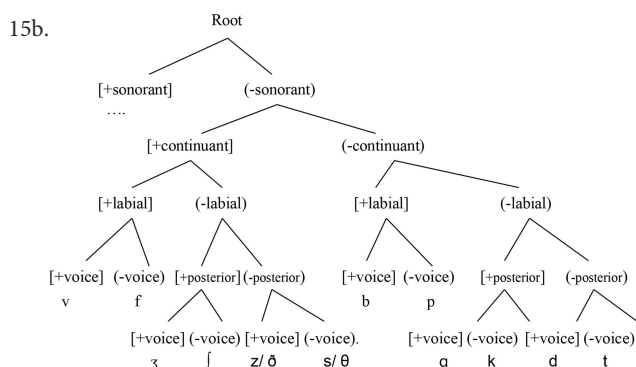 15b.
Root
[+sonorant] (-sonorant)
....
[+continuant] (-continuant)
[+labial] (-labial) [+labial] (-labial)
[+voice] (-voice) [+posterior] (-posterior) [+voice] (-voice) [+posterior] (-posterior)
v f b p
[+voice] (-voice) [+voice] (-voice). [+voice] (-voice) [+voice] (-voice)
ʒ ʃ z/ ð s/ θ g k d t